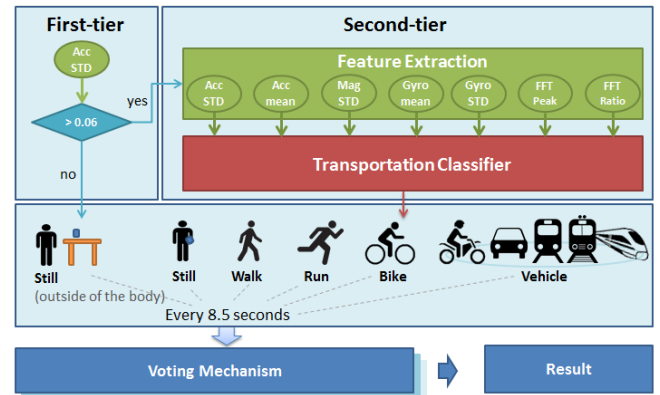 First-tier
Second-tier
Acc
STD
> 0.06
yes
no
Feature Extraction
Acc
STD
Acc
mean
Mag
STD
Gyro
mean
Gyro
STD
FFT
Peak
FFT
Ratio
Transportation Classifier
Still
(outside of the body)
Still
Walk
Run
Bike
Vehicle
Every 8.5 seconds
Voting Mechanism
Result